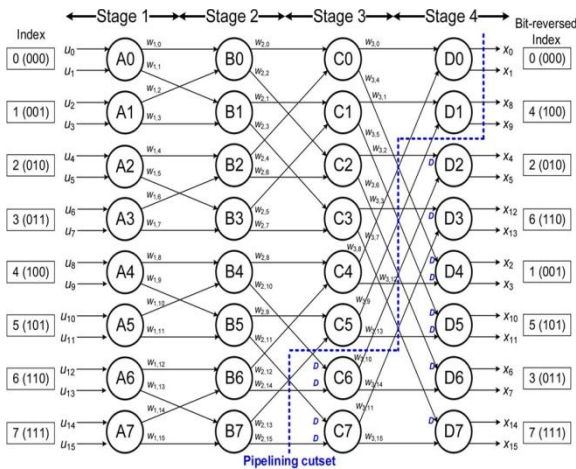 Stage 1 Stage 2 Stage 3 Stage 4
Index
Bit-reversed
Index
0 (000) u0 A0 w1,0 B0 w2,0 C0 w3,0 D0 x0 0 (000)
u1 w1,1 w2,2 w3,4 x1
1 (001) u2 w1,2 A1 B1 w2,1 C1 w3,1 D1 x8 4 (100)
u3 w1,3 w2,3 w3,5 x9
2 (010) u4 A2 w1,4 B2 w2,4 C2 w3,2 D D2 x4 2 (010)
u5 w1,5 w2,6 w3,6 x5
3 (011) u6 A3 w1,6 B3 w2,5 C3 w3,3 D D3 x12 6 (110)
u7 w1,7 w2,7 w3,7 x13
4 (100) u8 A4 w1,8 B4 w2,8 C4 w3,8 D D4 x2 1 (001)
u9 w1,9 w2,10 w3,12 D x3
5 (101) u10 A5 w1,10 B5 w2,9 C5 D D5 x10 5 (101)
u11 w1,11 w2,11 w3,13 D x11
6 (110) u12 A6 w1,12 B6 w2,12 D C6 w3,10 D D6 x6 3 (011)
u13 w1,13 w2,14 D w3,14 x7
7 (111) u14 A7 w1,14 B7 w2,13 D C7 w3,11 D D7 x14 7 (111)
u15 w1,15 w2,15 D w3,15 x15
Pipelining cutset